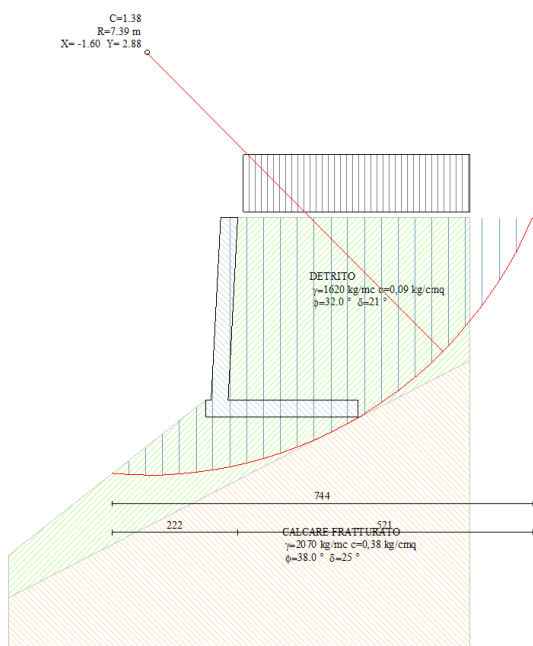 C=1.38
R=7.39 m
X= -1.60 Y= 2.88
DETRITO
γ=1620 kg/mc c=0,09 kg/cmq
ϕ=32.0 ° δ=21 °
744
222
521
CALCARE FRATTURATO
γ=2070 kg/mc c=0,38 kg/cmq
ϕ=38.0 ° δ=25 °